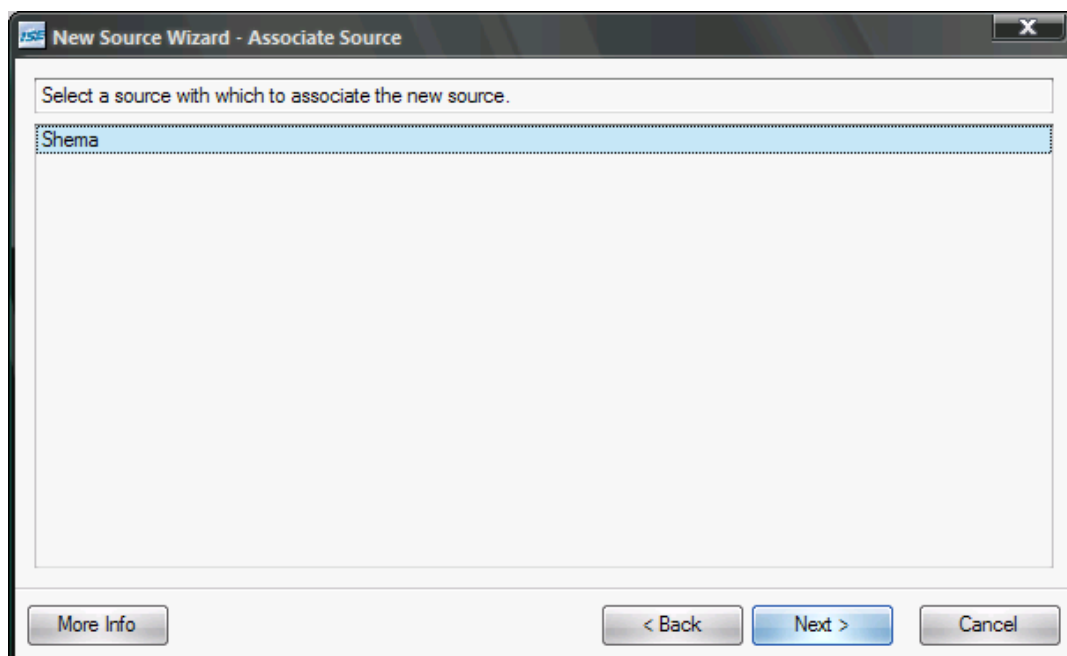 ISE New Source Wizard - Associate Source
X
Select a source with which to associate the new source.
Shema
More Info < Back Next > Cancel